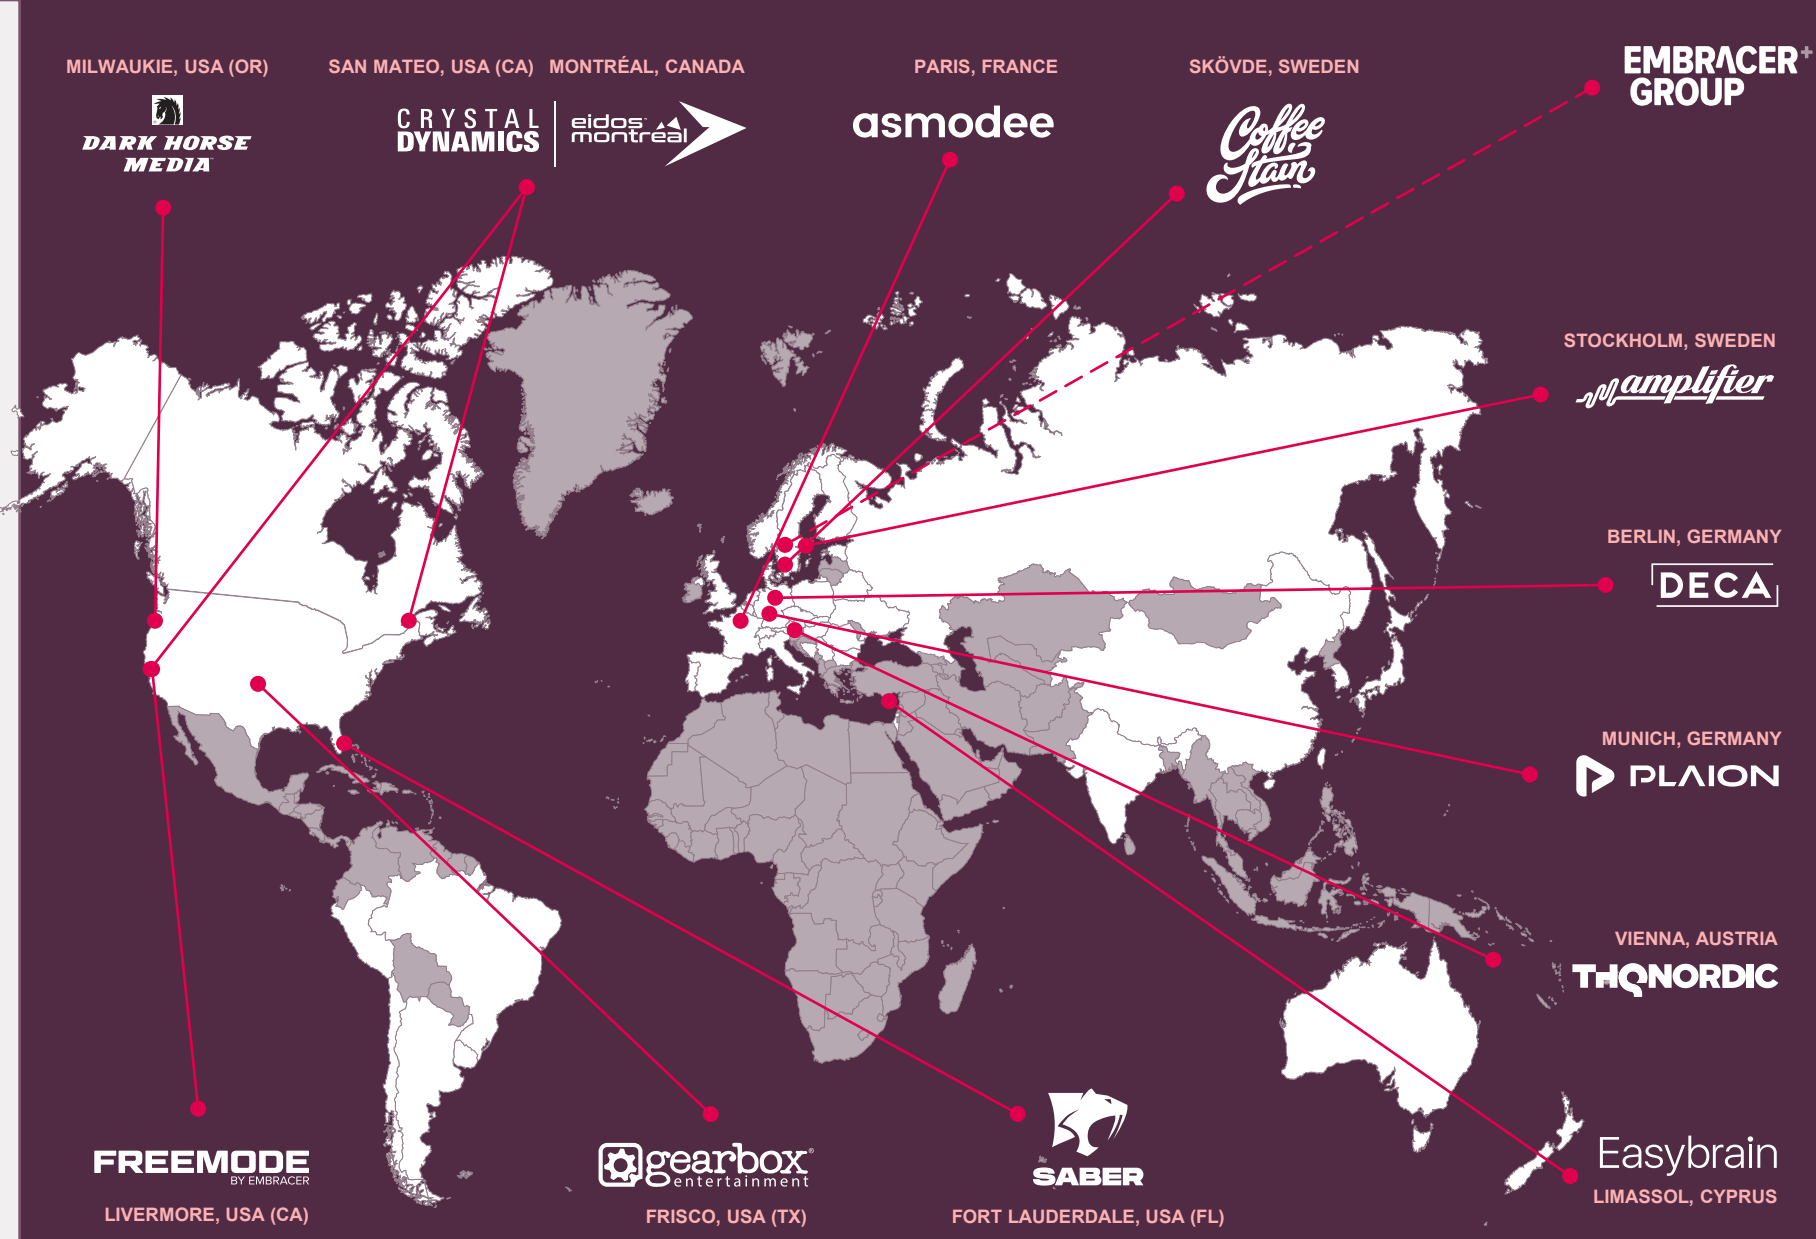 MILWAUKIE, USA (OR)
DARK HORSE
MEDIA
SAN MATEO, USA (CA)
MONTRÉAL, CANADA
CRYSTAL
DYNAMICS
eidos
montréal
PARIS, FRANCE
asmodee
SKÖVDE, SWEDEN
Coffee
Stain
EMBRACER+
GROUP
STOCKHOLM, SWEDEN
amplifier
BERLIN, GERMANY
DECA
MUNICH, GERMANY
PLAION
VIENNA, AUSTRIA
THQNORDIC
Easybrain
LIMASSOL, CYPRUS
FREEMODE
BY EMBRACER
LIVERMORE, USA (CA)
gearbox®
entertainment
FRISCO, USA (TX)
SABER
FORT LAUDERDALE, USA (FL)